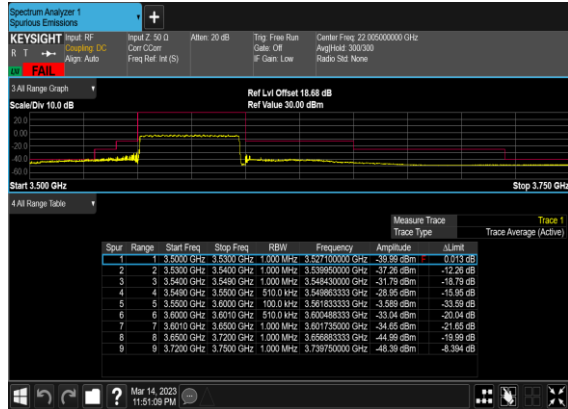 Spectrum Analyzer 1
Spurious Emissions
+
KEYSIGHT Input: RF Input Z: 50 Ω Atten: 20 dB Trig: Free Run Center Freq: 22.005000000 GHz
R T Coupling: DC Corr CCorr Gate: Off Avg|Hold: 300/300
Align: Auto Freq Ref: Int (S) IF Gain: Low Radio Std: None
LV FAIL
3 All Range Graph Ref Lvl Offset 18.68 dB
Scale/Div 10.0 dB Ref Value 30.00 dBm
20.0
0.00
-20.0
-40.0
-60.0
Start 3.500 GHz Stop 3.750 GHz
4 All Range Table
Measure Trace Trace 1
Trace Type Trace Average (Active)
Spur Range Start Freq Stop Freq RBW Frequency Amplitude ΔLimit
1 1 3.5000 GHz 3.5300 GHz 1.000 MHz 3.527100000 GHz -39.99 dBm F 0.013 dB
2 2 3.5300 GHz 3.5400 GHz 1.000 MHz 3.539950000 GHz -37.26 dBm -12.26 dB
3 3 3.5400 GHz 3.5490 GHz 1.000 MHz 3.548430000 GHz -31.79 dBm -18.79 dB
4 4 3.5490 GHz 3.5500 GHz 510.0 kHz 3.549863333 GHz -28.95 dBm -15.95 dB
5 5 3.5500 GHz 3.6000 GHz 100.0 kHz 3.561833333 GHz -3.589 dBm -33.59 dB
6 6 3.6000 GHz 3.6010 GHz 510.0 kHz 3.600488333 GHz -33.04 dBm -20.04 dB
7 7 3.6010 GHz 3.6500 GHz 1.000 MHz 3.601735000 GHz -34.65 dBm -21.65 dB
8 8 3.6500 GHz 3.7200 GHz 1.000 MHz 3.656883333 GHz -44.99 dBm -19.99 dB
9 9 3.7200 GHz 3.7500 GHz 1.000 MHz 3.739750000 GHz -48.39 dBm -8.394 dB
? Mar 14, 2023
11:51:09 PM